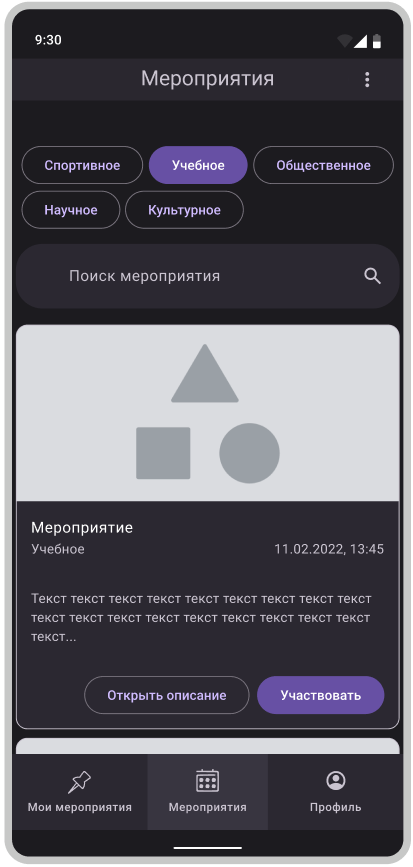 9:30
Мероприятия
Спортивное Учебное Общественное
Научное Культурное
Поиск мероприятия
Мероприятие
Учебное 11.02.2022, 13:45
Текст текст текст текст текст текст текст текст текст
текст текст текст текст текст текст текст текст текст
текст...
Открыть описание Участвовать
Мои мероприятия Мероприятия Профиль